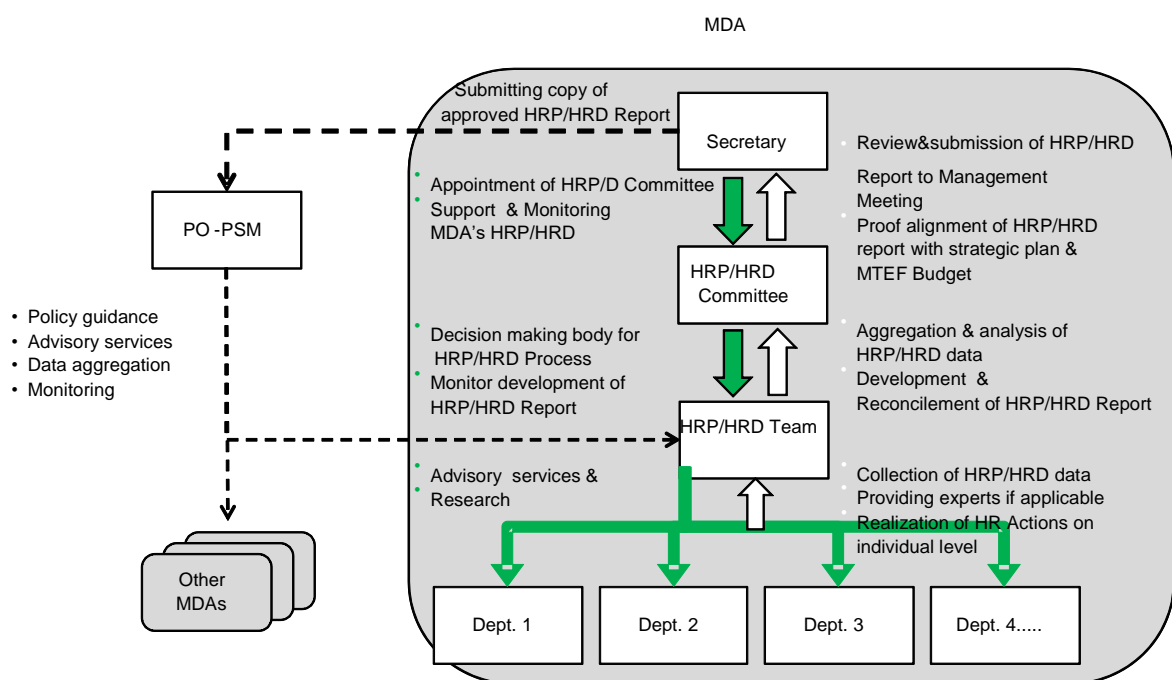 MDA
Submitting copy of
approved HRP/HRD Report
Secretary
• Review&submission of HRP/HRD
Report to Management
Meeting
• Proof alignment of HRP/HRD
report with strategic plan &
MTEF Budget
• Appointment of HRP/D Committee
• Support & Monitoring
MDA's HRP/HRD
PO -PSM
HRP/HRD
Committee
• Policy guidance
• Advisory services
• Data aggregation
• Monitoring
• Decision making body for
HRP/HRD Process
• Monitor development of
HRP/HRD Report
• Aggregation & analysis of
HRP/HRD data
• Development &
Reconcilement of HRP/HRD Report
HRP/HRD Team
• Advisory services &
• Research
• Collection of HRP/HRD data
• Providing experts if applicable
• Realization of HR Actions on
individual level
Other
MDAs
Dept. 1
Dept. 2
Dept. 3
Dept. 4.....